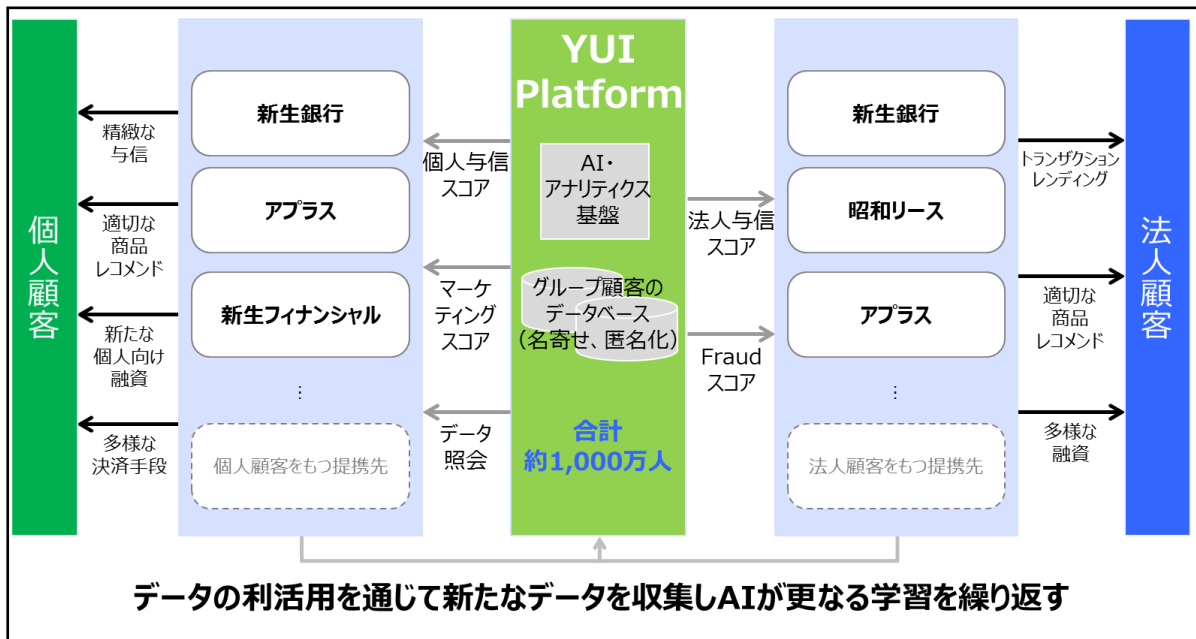 個人顧客
精緻な
与信
適切な
商品
レコメンド
新たな
個人向け
融資
多様な
決済手段
新生銀行
アプラス
新生フィナンシャル
…
個人顧客をもつ提携先
個人与信
スコア
マーケ
ティング
スコア
データ
照会
YUI
Platform
AI・
アナリティクス
基盤
グループ顧客の
データベース
(名寄せ、匿名化)
合計
約1,000万人
法人与信
スコア
Fraud
スコア
新生銀行
昭和リース
アプラス
…
法人顧客をもつ提携先
トランザクション
レンディング
適切な
商品
レコメンド
多様な
融資
法人顧客
データの利活用を通じて新たなデータを収集しAIが更なる学習を繰り返す